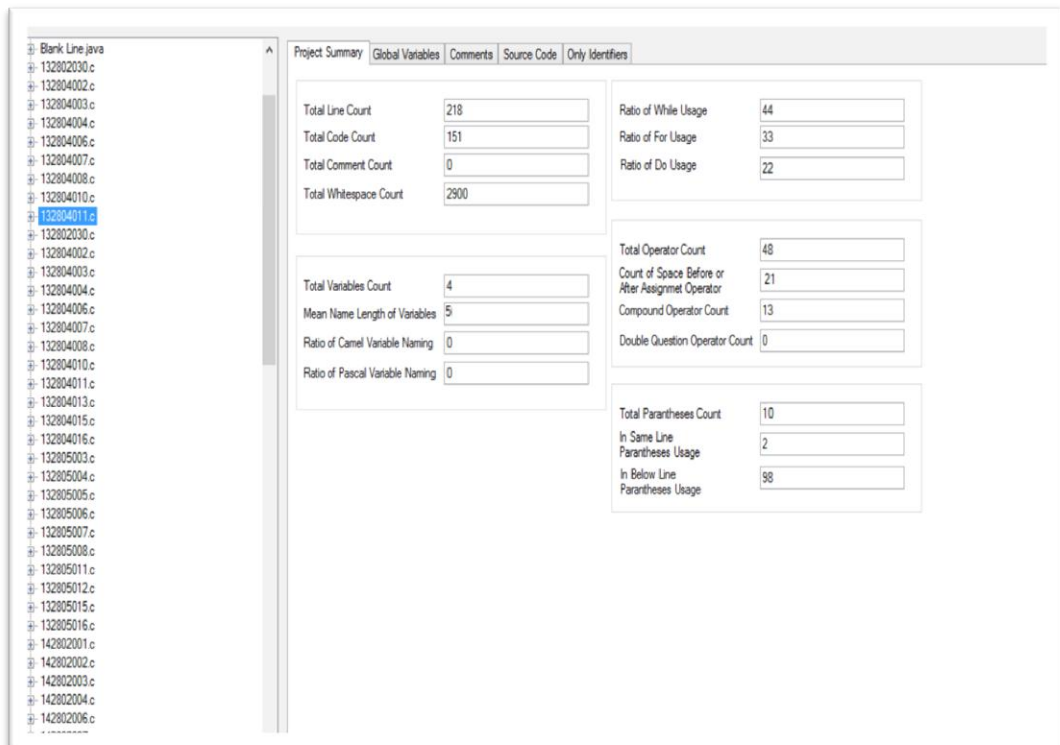 Blank Line.java
132802030.c
132804002.c
132804003.c
132804004.c
132804006.c
132804007.c
132804008.c
132804010.c
132804011.c
132802030.c
132804002.c
132804003.c
132804004.c
132804006.c
132804007.c
132804008.c
132804010.c
132804011.c
132804013.c
132804015.c
132804016.c
132805003.c
132805004.c
132805005.c
132805006.c
132805007.c
132805008.c
132805011.c
132805012.c
132805015.c
132805016.c
142802001.c
142802002.c
142802003.c
142802004.c
142802006.c
Project Summary Global Variables Comments Source Code Only Identifiers
Total Line Count 218
Total Code Count 151
Total Comment Count 0
Total Whitespace Count 2900
Total Variables Count 4
Mean Name Length of Variables 5
Ratio of Camel Variable Naming 0
Ratio of Pascal Variable Naming 0
Ratio of While Usage 44
Ratio of For Usage 33
Ratio of Do Usage 22
Total Operator Count 48
Count of Space Before or
After Assignmet Operator 21
Compound Operator Count 13
Double Question Operator Count 0
Total Parantheses Count 10
In Same Line
Parantheses Usage 2
In Below Line
Parantheses Usage 98